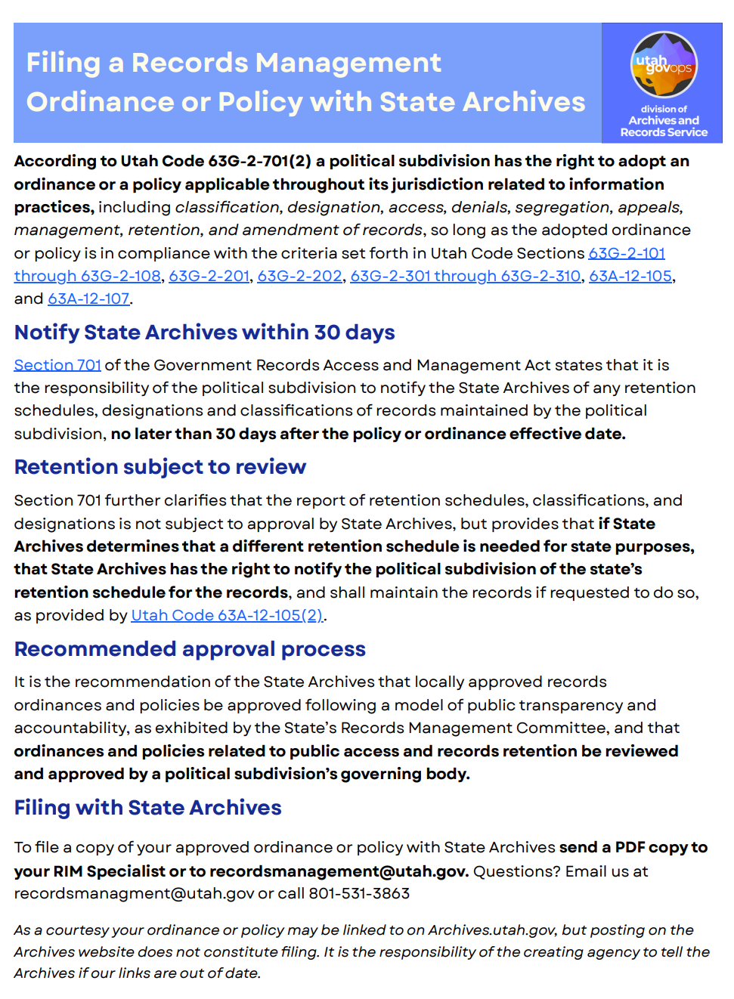 Filing a Records Management
Ordinance or Policy with State Archives
utah
govops
division of
Archives and
Records Service
According to Utah Code 63G-2-701(2) a political subdivision has the right to adopt an
ordinance or a policy applicable throughout its jurisdiction related to information
practices, including classification, designation, access, denials, segregation, appeals,
management, retention, and amendment of records, so long as the adopted ordinance
or policy is in compliance with the criteria set forth in Utah Code Sections 63G-2-101
through 63G-2-108, 63G-2-201, 63G-2-202, 63G-2-301 through 63G-2-310, 63A-12-105,
and 63A-12-107.
Notify State Archives within 30 days
Section 701 of the Government Records Access and Management Act states that it is
the responsibility of the political subdivision to notify the State Archives of any retention
schedules, designations and classifications of records maintained by the political
subdivision, no later than 30 days after the policy or ordinance effective date.
Retention subject to review
Section 701 further clarifies that the report of retention schedules, classifications, and
designations is not subject to approval by State Archives, but provides that if State
Archives determines that a different retention schedule is needed for state purposes,
that State Archives has the right to notify the political subdivision of the state’s
retention schedule for the records, and shall maintain the records if requested to do so,
as provided by Utah Code 63A-12-105(2).
Recommended approval process
It is the recommendation of the State Archives that locally approved records
ordinances and policies be approved following a model of public transparency and
accountability, as exhibited by the State’s Records Management Committee, and that
ordinances and policies related to public access and records retention be reviewed
and approved by a political subdivision’s governing body.
Filing with State Archives
To file a copy of your approved ordinance or policy with State Archives send a PDF copy to
your RIM Specialist or to recordsmanagement@utah.gov. Questions? Email us at
recordsmanagment@utah.gov or call 801-531-3863
As a courtesy your ordinance or policy may be linked to on Archives.utah.gov, but posting on the
Archives website does not constitute filing. It is the responsibility of the creating agency to tell the
Archives if our links are out of date.